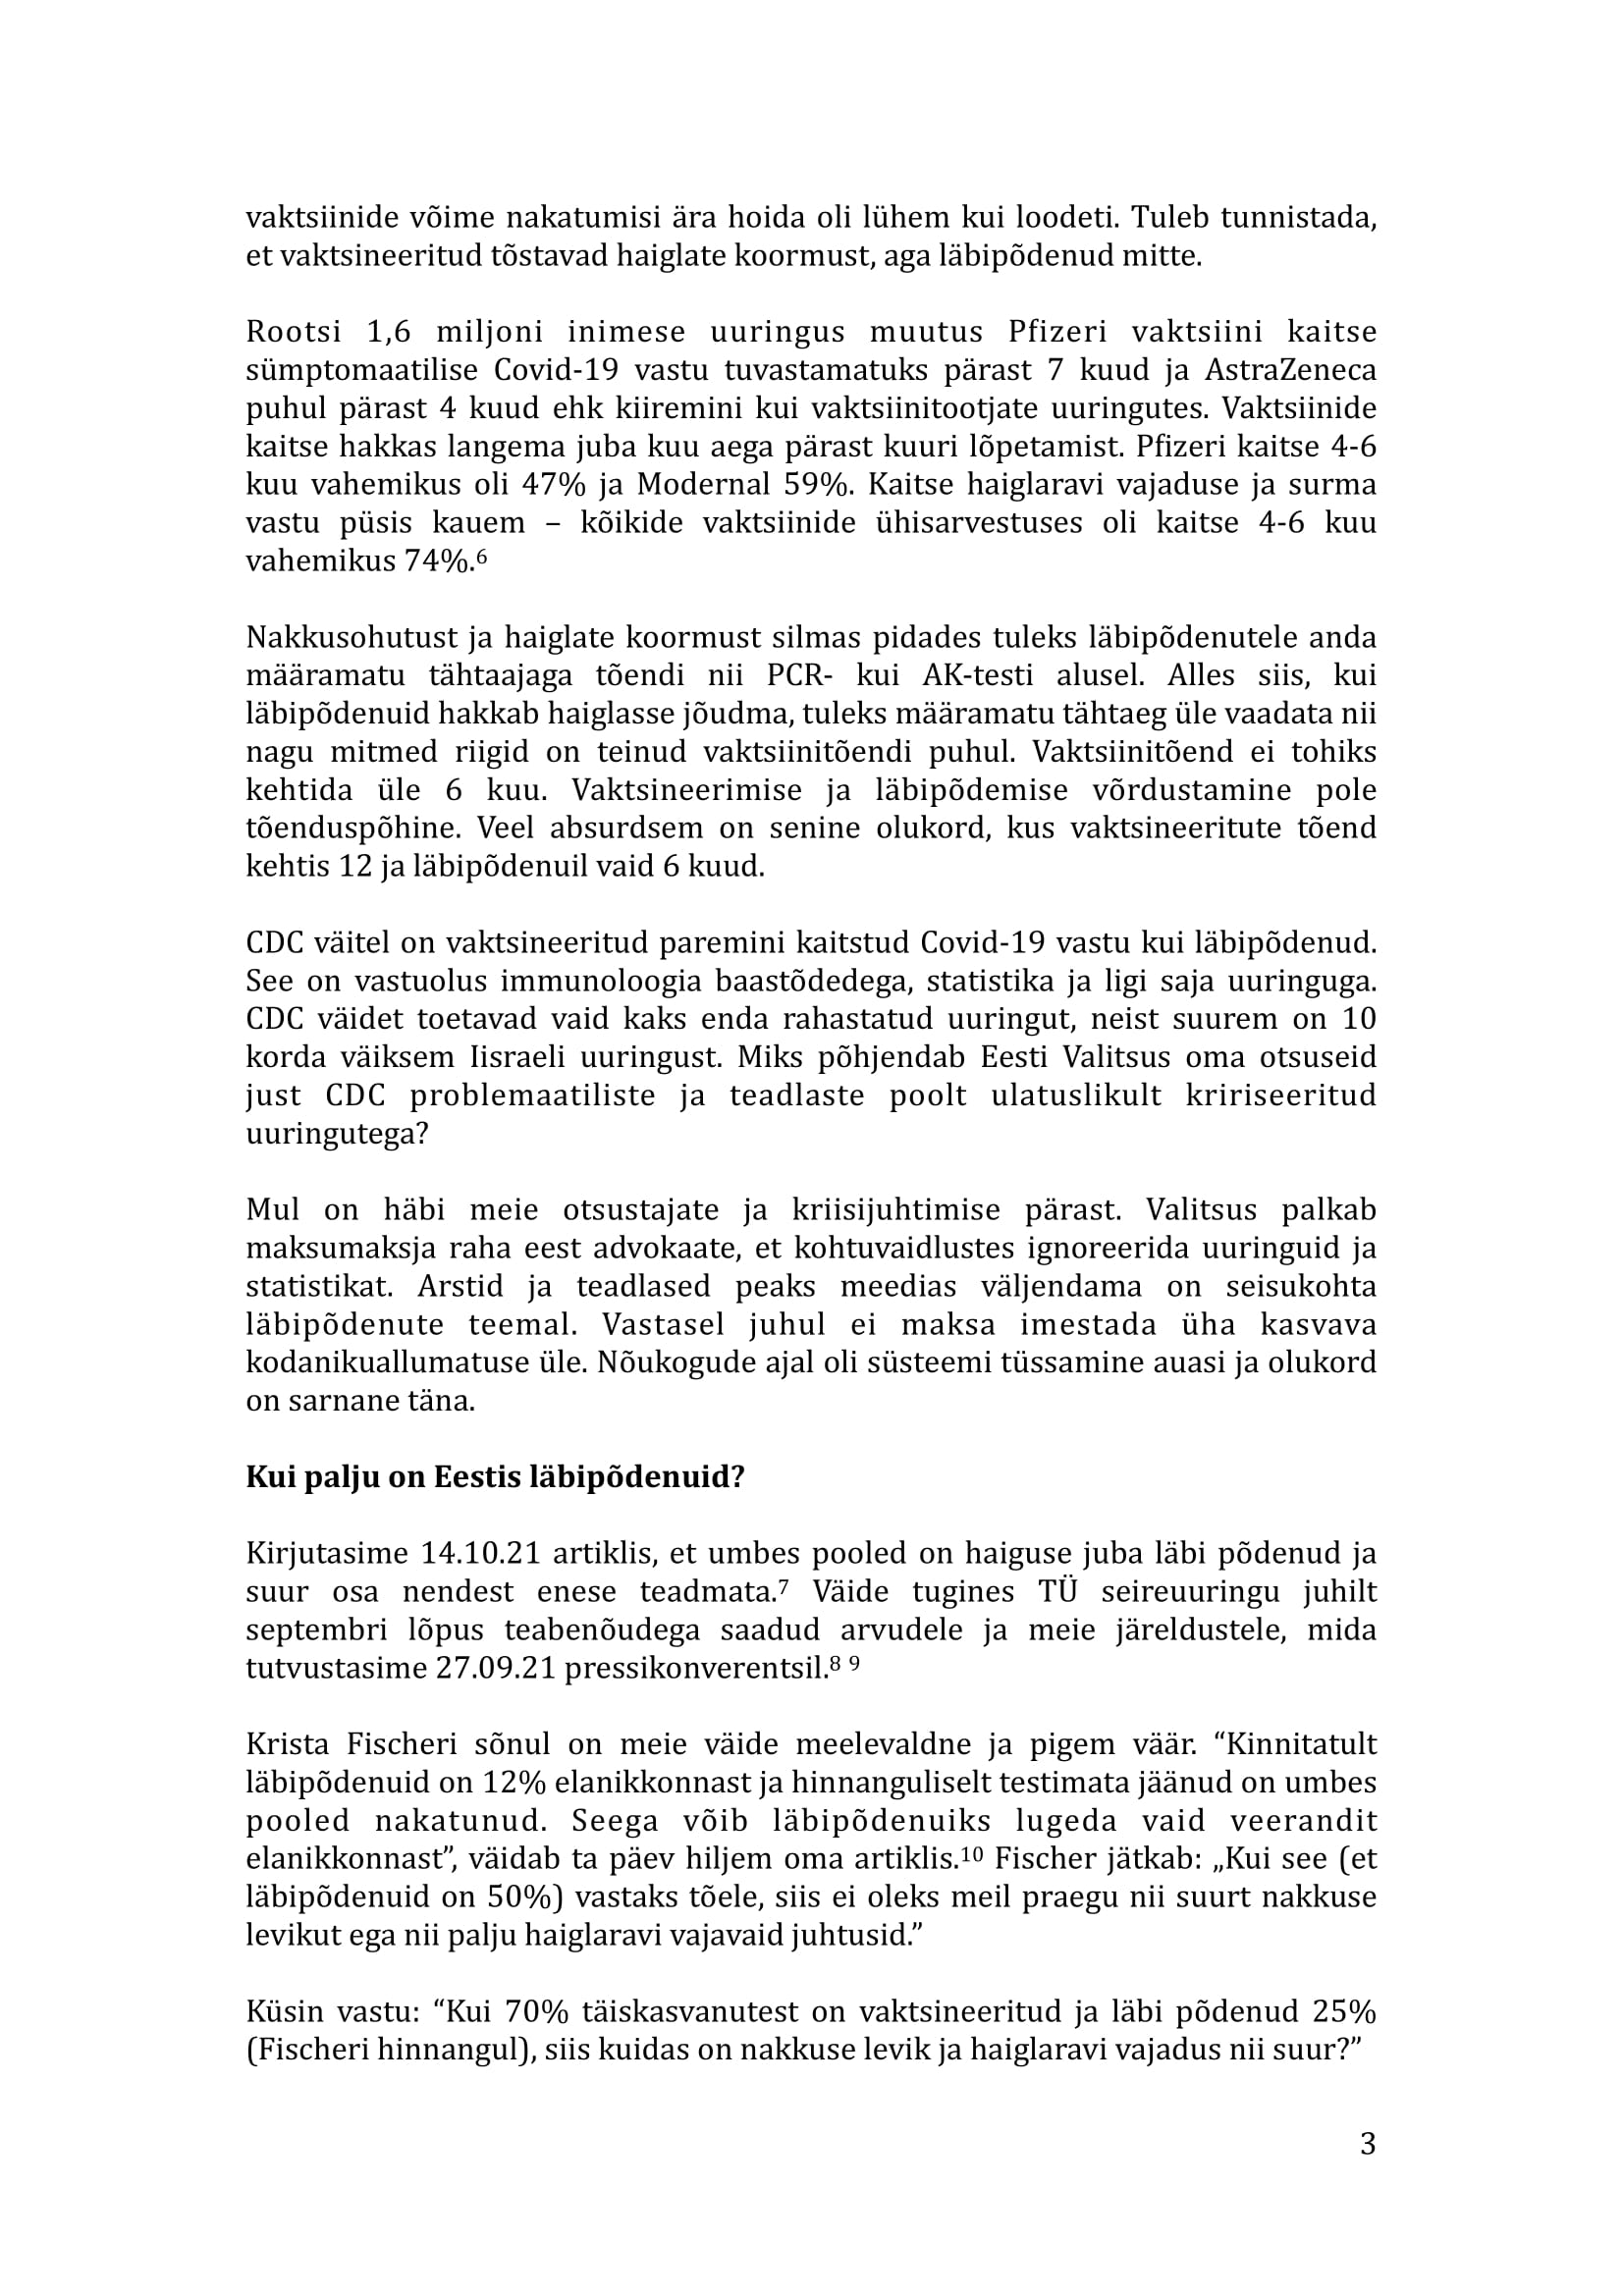 vaktsiinide võime nakatumisi ära hoida oli lühem kui loodeti. Tuleb tunnistada,
et vaktsineeritud tõstavad haiglate koormust, aga läbipõdenud mitte.
Rootsi 1,6 miljoni inimese uuringus muutus Pfizeri vaktsiini kaitse
sümptomaatilise Covid-19 vastu tuvastamatuks pärast 7 kuud ja AstraZeneca
puhul pärast 4 kuud ehk kiiremini kui vaktsiinitootjate uuringutes. Vaktsiinide
kaitse hakkas langema juba kuu aega pärast kuuri lõpetamist. Pfizeri kaitse 4-6
kuu vahemikus oli 47% ja Modernal 59%. Kaitse haiglaravi vajaduse ja surma
vastu püsis kauem – kõikide vaktsiinide ühisarvestuses oli kaitse 4-6 kuu
vahemikus 74%.⁶
Nakkusohutust ja haiglate koormust silmas pidades tuleks läbipõdenutele anda
määramatu tähtaajaga tõendi nii PCR- kui AK-testi alusel. Alles siis, kui
läbipõdenuid hakkab haiglasse jõudma, tuleks määramatu tähtaeg üle vaadata nii
nagu mitmed riigid on teinud vaktsiinitõendi puhul. Vaktsiinitõend ei tohiks
kehtida üle 6 kuu. Vaktsineerimise ja läbipõdemise võrdustamine pole
tõenduspõhine. Veel absurdsem on senine olukord, kus vaktsineeritute tõend
kehtis 12 ja läbipõdenuil vaid 6 kuud.
CDC väitel on vaktsineeritud paremini kaitstud Covid-19 vastu kui läbipõdenud.
See on vastuolus immunoloogia baastõdedega, statistika ja ligi saja uuringuga.
CDC väidet toetavad vaid kaks enda rahastatud uuringut, neist suurem on 10
korda väiksem Iisraeli uuringust. Miks põhjendab Eesti Valitsus oma otsuseid
just CDC problemaatiliste ja teadlaste poolt ulatuslikult kririseeritud
uuringutega?
Mul on häbi meie otsustajate ja kriisijuhtimise pärast. Valitsus palkab
maksumaksja raha eest advokaate, et kohtuvaidlustes ignoreerida uuringuid ja
statistikat. Arstid ja teadlased peaks meedias väljendama on seisukohta
läbipõdenute teemal. Vastasel juhul ei maksa imestada üha kasvava
kodanikuallumatuse üle. Nõukogude ajal oli süsteemi tüssamine auasi ja olukord
on sarnane täna.
Kui palju on Eestis läbipõdenuid?
Kirjutasime 14.10.21 artiklis, et umbes pooled on haiguse juba läbi põdenud ja
suur osa nendest enese teadmata.⁷ Väide tugines TÜ seireuuringu juhilt
septembri lõpus teabenõudega saadud arvudele ja meie järeldustele, mida
tutvustasime 27.09.21 pressikonverentsil.⁸ ⁹
Krista Fischeri sõnul on meie väide meelevaldne ja pigem väär. “Kinnitatult
läbipõdenuid on 12% elanikkonnast ja hinnanguliselt testimata jäänud on umbes
pooled nakatunud. Seega võib läbipõdenuiks lugeda vaid veerandit
elanikkonnast”, väidab ta päev hiljem oma artiklis.¹⁰ Fischer jätkab: „Kui see (et
läbipõdenuid on 50%) vastaks tõele, siis ei oleks meil praegu nii suurt nakkuse
levikut ega nii palju haiglaravi vajavaid juhtusid.”
Küsin vastu: “Kui 70% täiskasvanutest on vaktsineeritud ja läbi põdenud 25%
(Fischeri hinnangul), siis kuidas on nakkuse levik ja haiglaravi vajadus nii suur?”
3